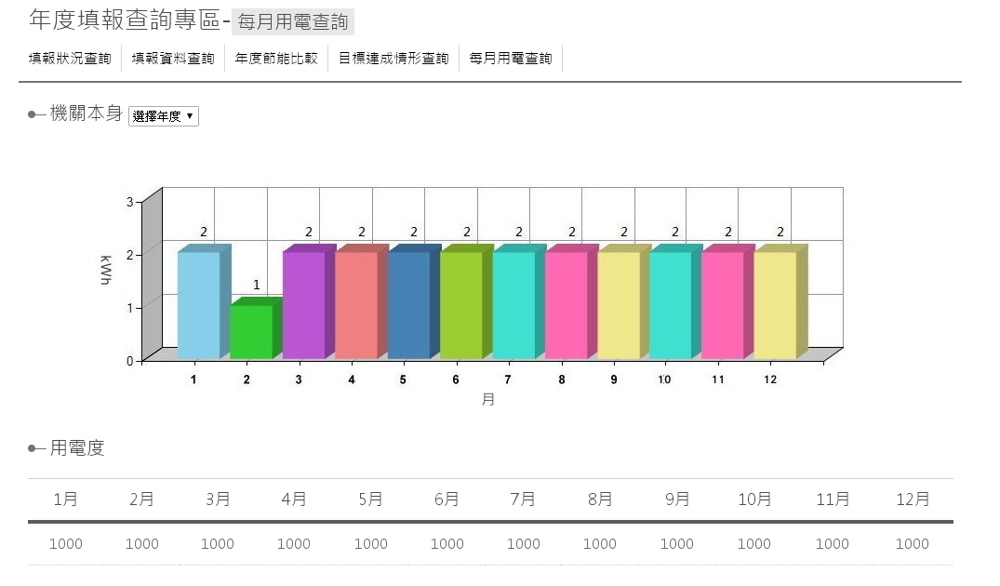 年度填報查詢專區-每月用電查詢
填報狀況查詢 填報資料查詢 年度節能比較 目標達成情形查詢 每月用電查詢
機關本身 選擇年度 ▼
3
2 2 2 2 2 2 2 2 2 2 2
2
1
kWh
1
0
1 2 3 4 5 6 7 8 9 10 11 12
月
用電度
1月 2月 3月 4月 5月 6月 7月 8月 9月 10月 11月 12月
1000 1000 1000 1000 1000 1000 1000 1000 1000 1000 1000 1000